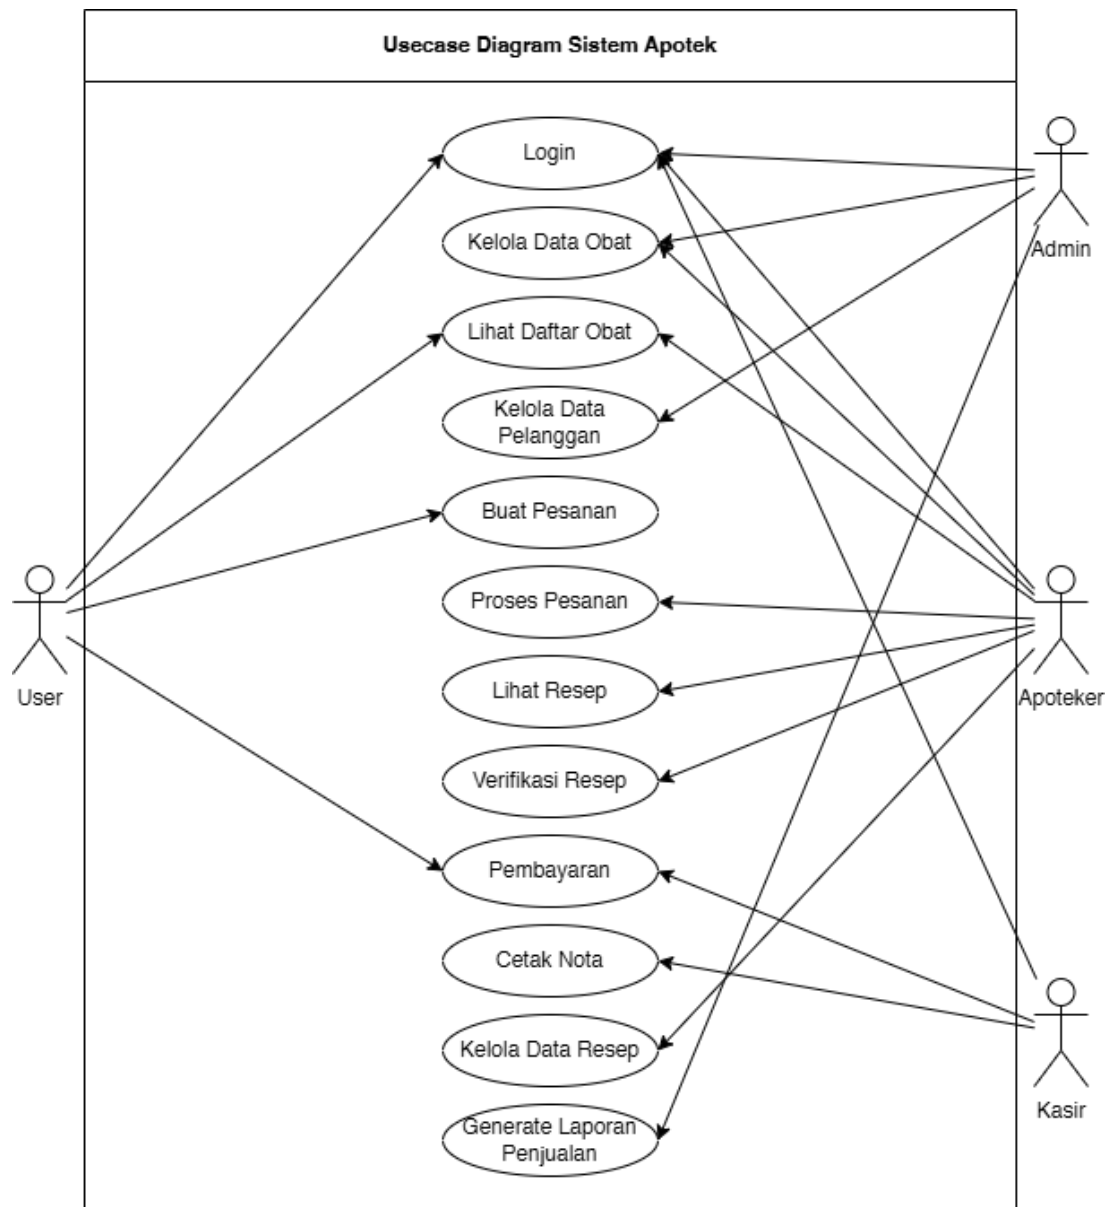 Usecase Diagram Sistem Apotek
Login
Kelola Data Obat
Lihat Daftar Obat
Kelola Data
Pelanggan
Buat Pesanan
Proses Pesanan
Lihat Resep
Verifikasi Resep
Pembayaran
Cetak Nota
Kelola Data Resep
Generate Laporan
Penjualan
User
Admin
Apoteker
Kasir